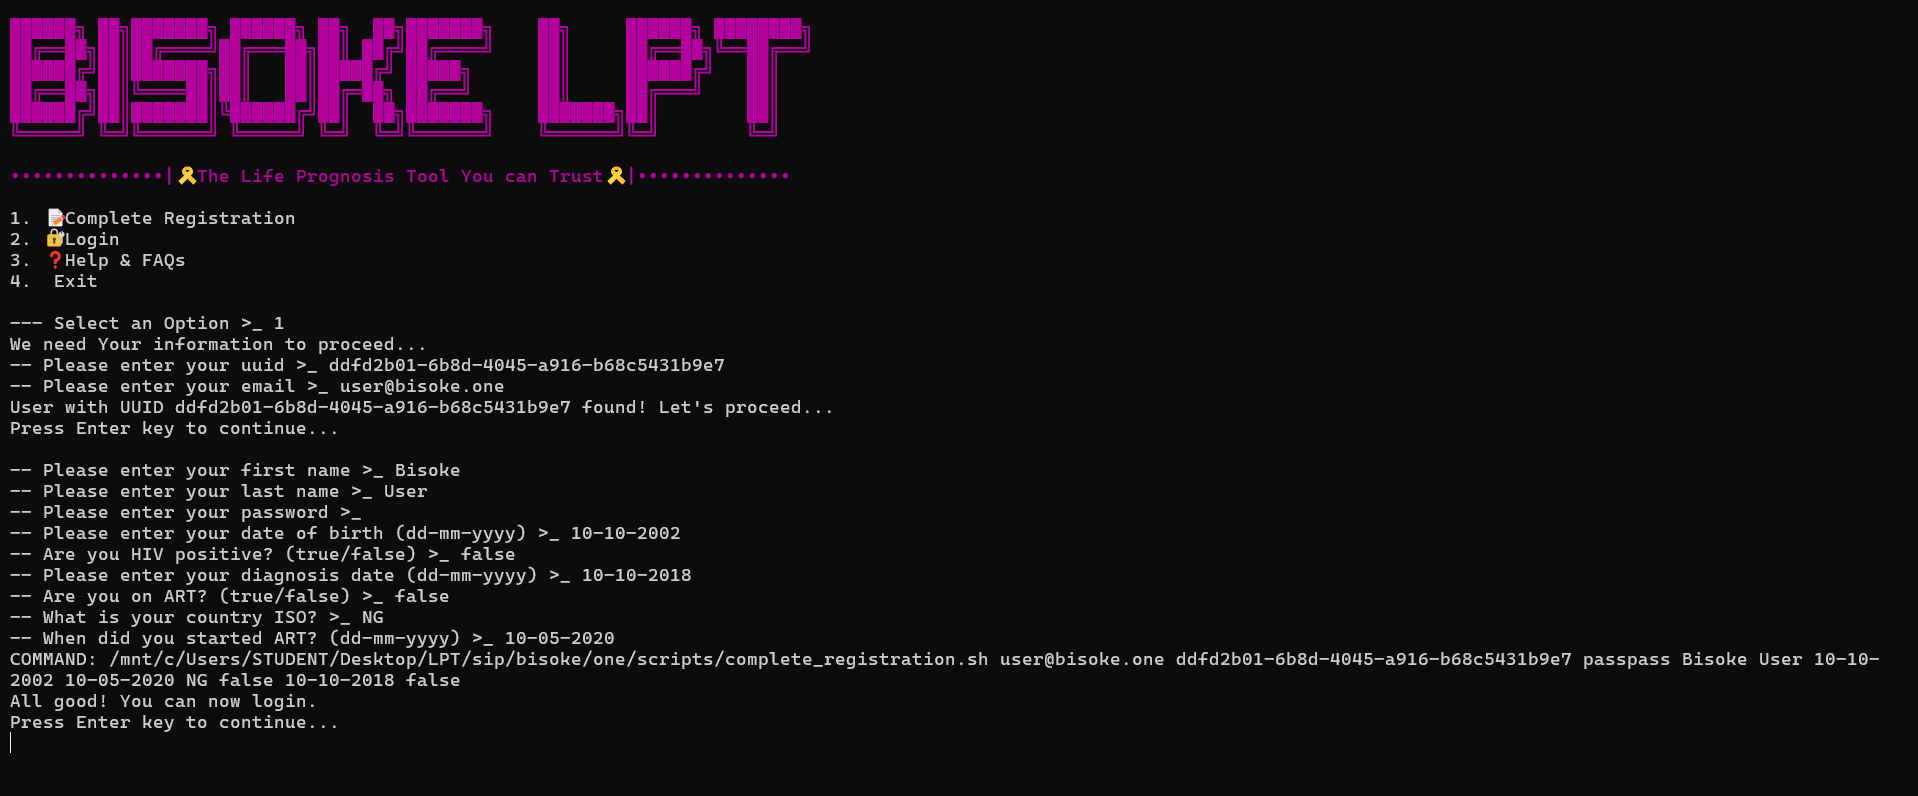 BISOKE LPT
••••••••••••••|🎗️The Life Prognosis Tool You can Trust🎗️|••••••••••••••
1. 📝Complete Registration
2. 🔐Login
3. ❓Help & FAQs
4.  Exit
--- Select an Option >_ 1
We need Your information to proceed...
-- Please enter your uuid >_ ddfd2b01-6b8d-4045-a916-b68c5431b9e7
-- Please enter your email >_ user@bisoke.one
User with UUID ddfd2b01-6b8d-4045-a916-b68c5431b9e7 found! Let's proceed...
Press Enter key to continue...
-- Please enter your first name >_ Bisoke
-- Please enter your last name >_ User
-- Please enter your password >_
-- Please enter your date of birth (dd-mm-yyyy) >_ 10-10-2002
-- Are you HIV positive? (true/false) >_ false
-- Please enter your diagnosis date (dd-mm-yyyy) >_ 10-10-2018
-- Are you on ART? (true/false) >_ false
-- What is your country ISO? >_ NG
-- When did you started ART? (dd-mm-yyyy) >_ 10-05-2020
COMMAND: /mnt/c/Users/STUDENT/Desktop/LPT/sip/bisoke/one/scripts/complete_registration.sh user@bisoke.one ddfd2b01-6b8d-4045-a916-b68c5431b9e7 passpass Bisoke User 10-10-
2002 10-05-2020 NG false 10-10-2018 false
All good! You can now login.
Press Enter key to continue...